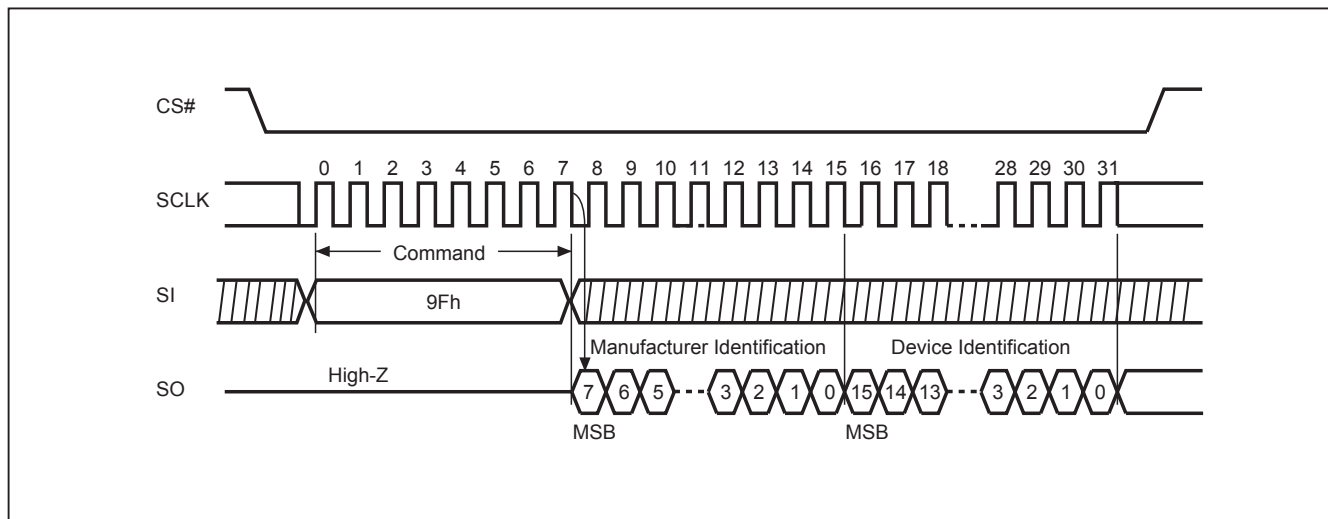 CS#
0 1 2 3 4 5 6 7 8 9 10 11 12 13 14 15 16 17 18 28 29 30 31
SCLK
Command
SI
9Fh
Manufacturer Identification Device Identification
High-Z
SO
7 6 5 3 2 1 0 15 14 13 3 2 1 0
MSB MSB